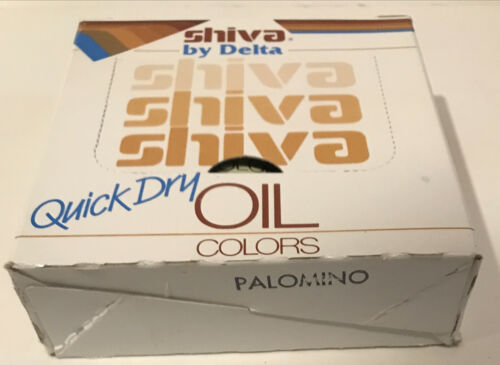 shiva®
by Delta
shiva
shiva
shiva
Quick Dry
OIL
COLORS
PALOMINO